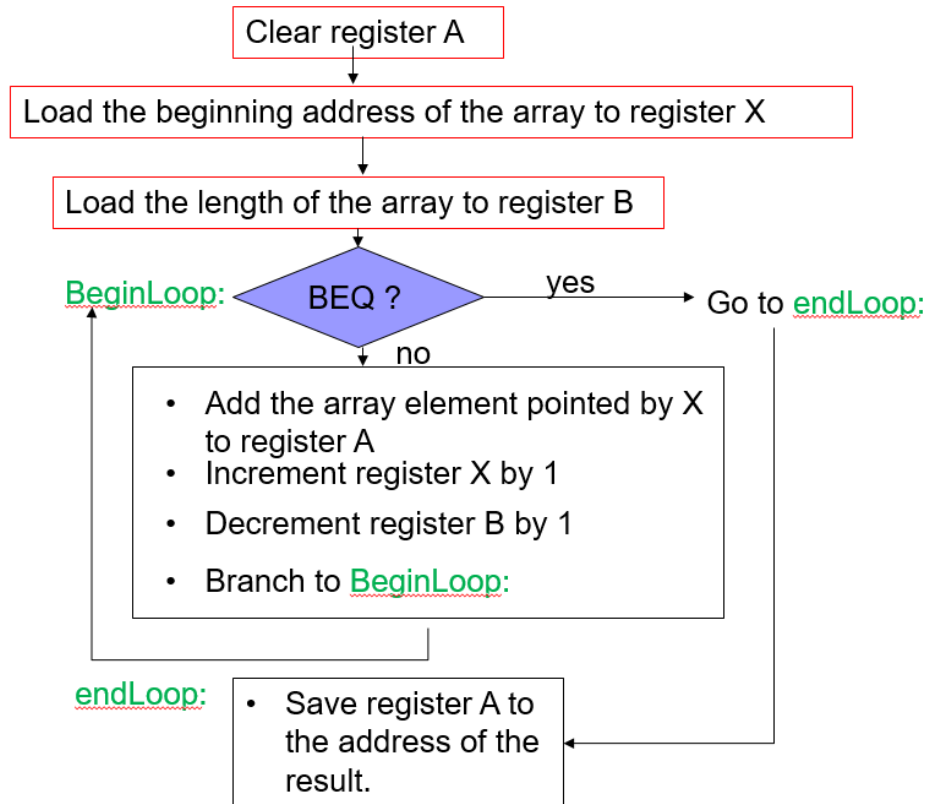 Clear register A
Load the beginning address of the array to register X
Load the length of the array to register B
BeginLoop:
BEQ ?
yes
Go to endLoop:
no
• Add the array element pointed by X
to register A
• Increment register X by 1
• Decrement register B by 1
• Branch to BeginLoop:
endLoop:
• Save register A to
the address of the
result.